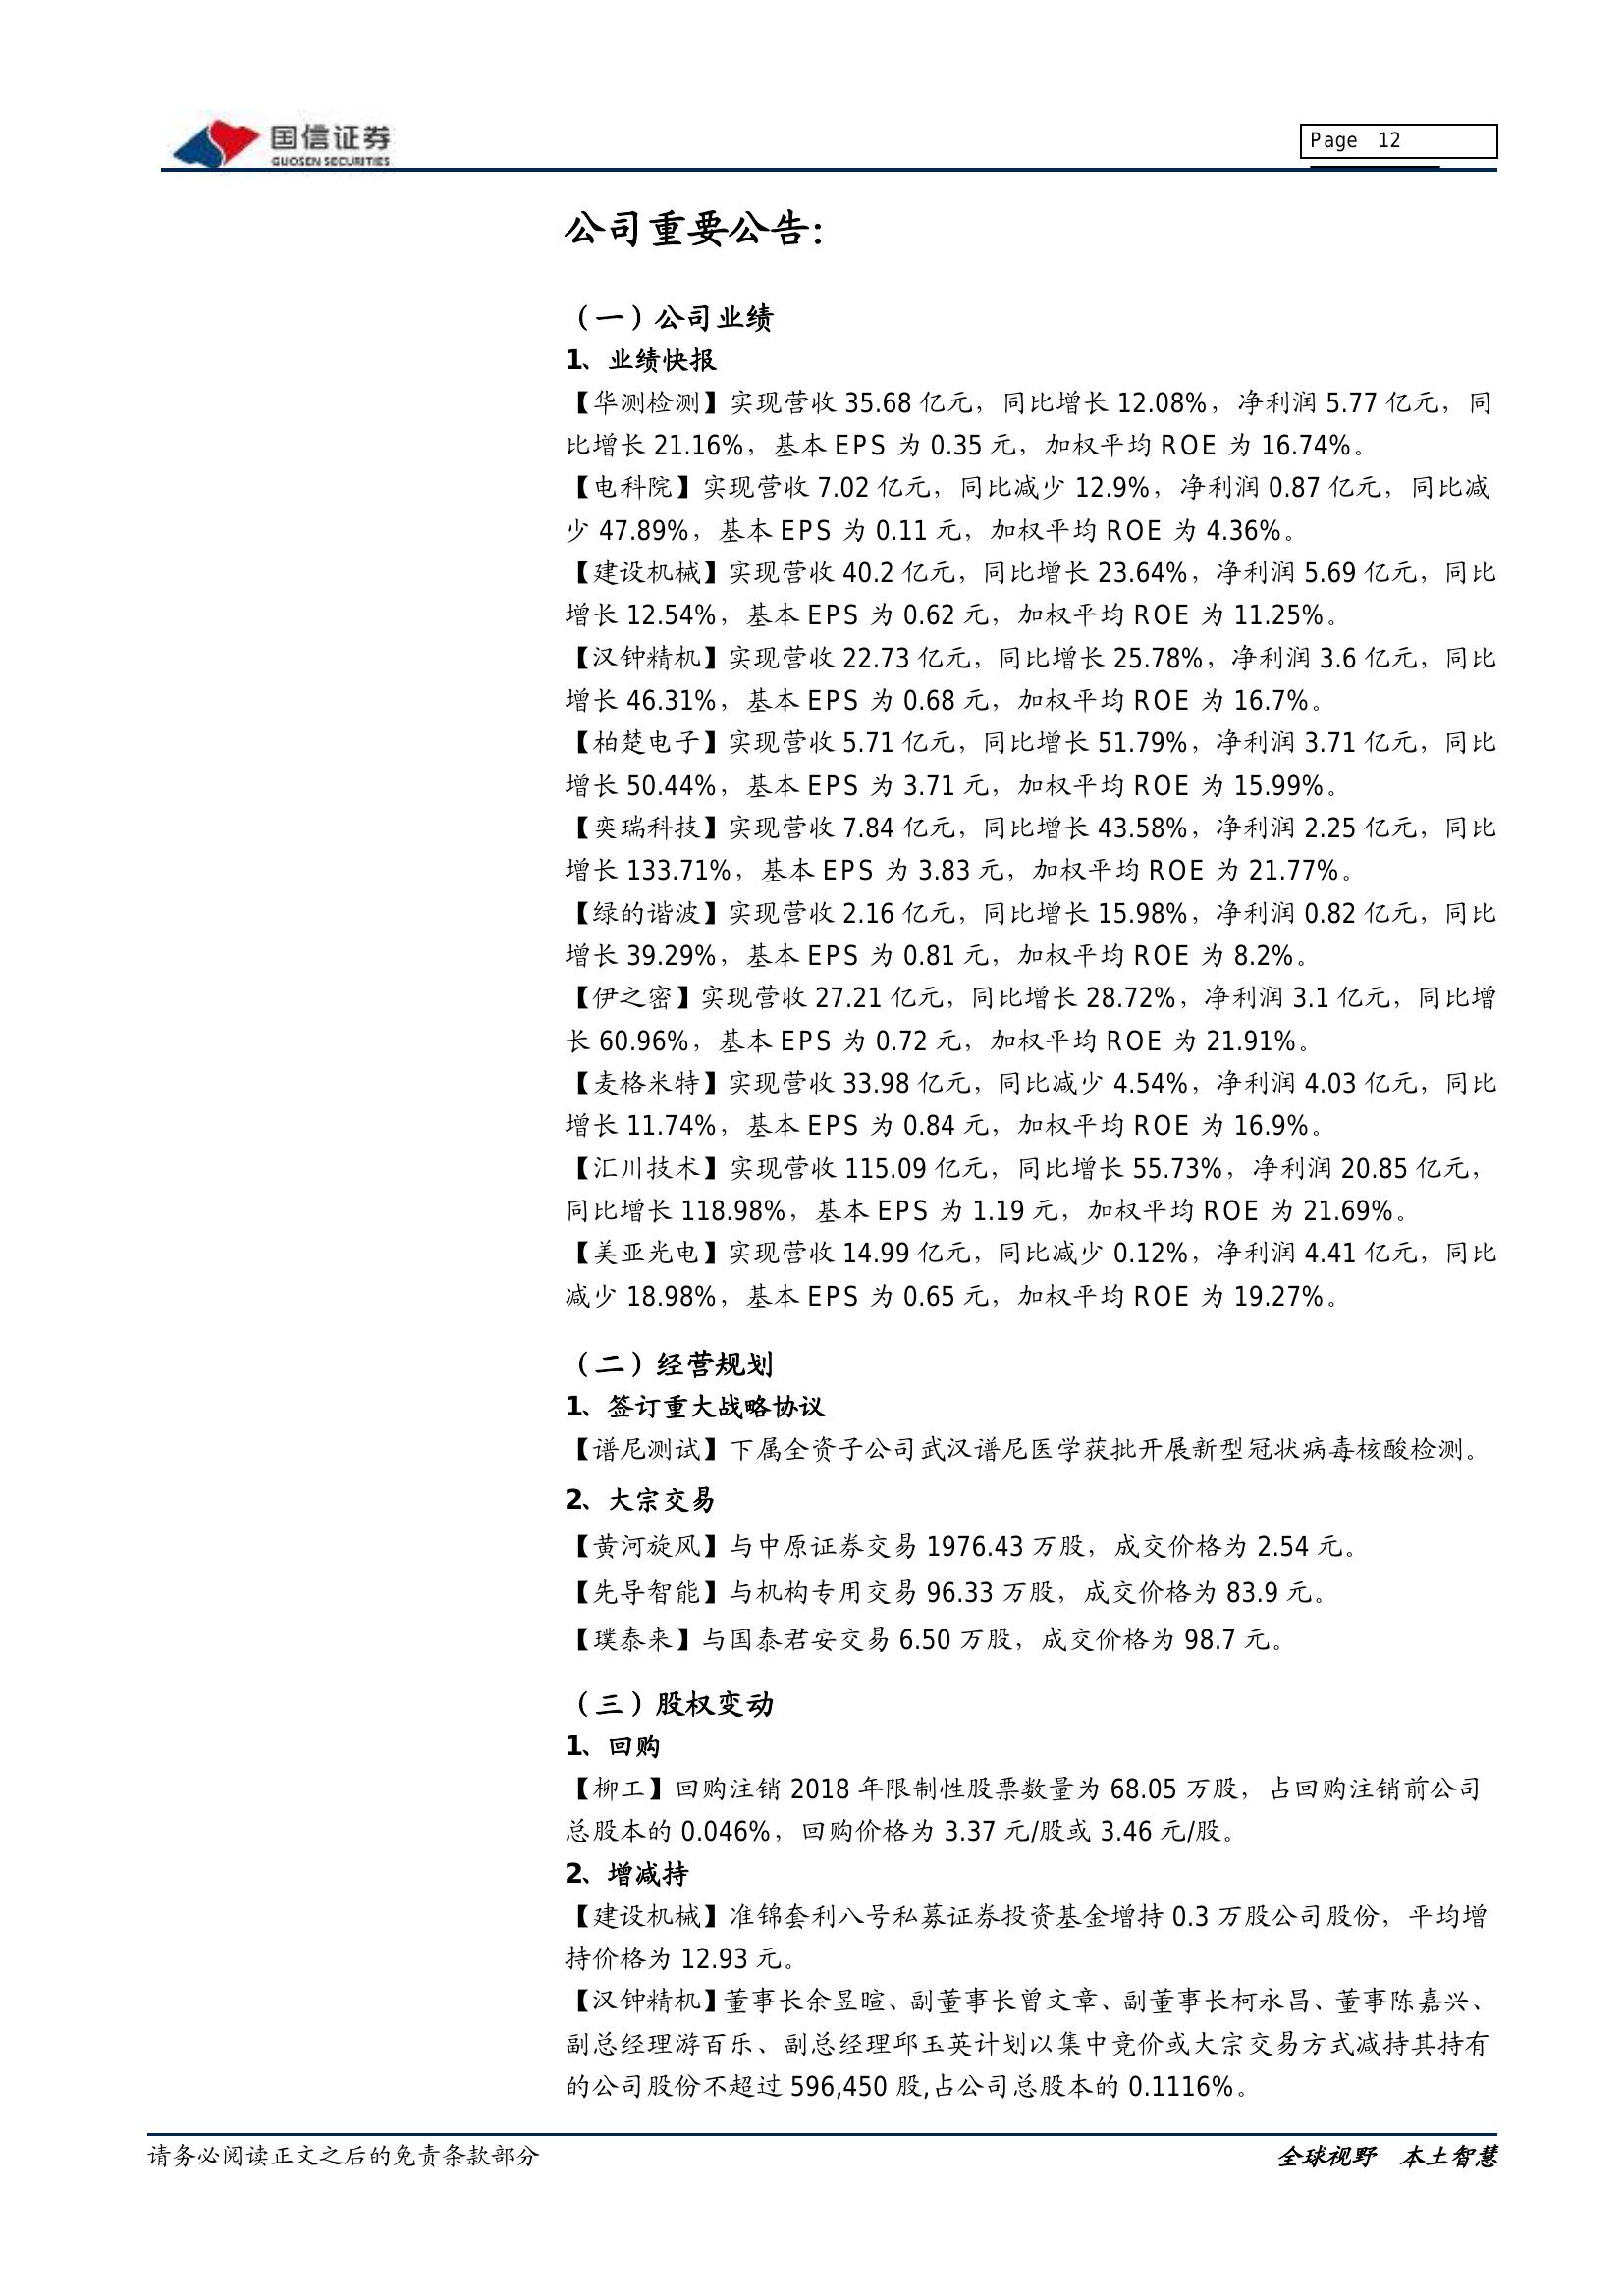 国信证券
GUOSEN SECURITIES
Page 12
公司重要公告:
（一）公司业绩
1、业绩快报
【华测检测】实现营收 35.68 亿元，同比增长 12.08%，净利润 5.77 亿元，同
比增长 21.16%，基本 EPS 为 0.35 元，加权平均 ROE 为 16.74%。
【电科院】实现营收 7.02 亿元，同比减少 12.9%，净利润 0.87 亿元，同比减
少 47.89%，基本 EPS 为 0.11 元，加权平均 ROE 为 4.36%。
【建设机械】实现营收 40.2 亿元，同比增长 23.64%，净利润 5.69 亿元，同比
增长 12.54%，基本 EPS 为 0.62 元，加权平均 ROE 为 11.25%。
【汉钟精机】实现营收 22.73 亿元，同比增长 25.78%，净利润 3.6 亿元，同比
增长 46.31%，基本 EPS 为 0.68 元，加权平均 ROE 为 16.7%。
【柏楚电子】实现营收 5.71 亿元，同比增长 51.79%，净利润 3.71 亿元，同比
增长 50.44%，基本 EPS 为 3.71 元，加权平均 ROE 为 15.99%。
【奕瑞科技】实现营收 7.84 亿元，同比增长 43.58%，净利润 2.25 亿元，同比
增长 133.71%，基本 EPS 为 3.83 元，加权平均 ROE 为 21.77%。
【绿的谐波】实现营收 2.16 亿元，同比增长 15.98%，净利润 0.82 亿元，同比
增长 39.29%，基本 EPS 为 0.81 元，加权平均 ROE 为 8.2%。
【伊之密】实现营收 27.21 亿元，同比增长 28.72%，净利润 3.1 亿元，同比增
长 60.96%，基本 EPS 为 0.72 元，加权平均 ROE 为 21.91%。
【麦格米特】实现营收 33.98 亿元，同比减少 4.54%，净利润 4.03 亿元，同比
增长 11.74%，基本 EPS 为 0.84 元，加权平均 ROE 为 16.9%。
【汇川技术】实现营收 115.09 亿元，同比增长 55.73%，净利润 20.85 亿元，
同比增长 118.98%，基本 EPS 为 1.19 元，加权平均 ROE 为 21.69%。
【美亚光电】实现营收 14.99 亿元，同比减少 0.12%，净利润 4.41 亿元，同比
减少 18.98%，基本 EPS 为 0.65 元，加权平均 ROE 为 19.27%。
（二）经营规划
1、签订重大战略协议
【谱尼测试】下属全资子公司武汉谱尼医学获批开展新型冠状病毒核酸检测。
2、大宗交易
【黄河旋风】与中原证券交易 1976.43 万股，成交价格为 2.54 元。
【先导智能】与机构专用交易 96.33 万股，成交价格为 83.9 元。
【璞泰来】与国泰君安交易 6.50 万股，成交价格为 98.7 元。
（三）股权变动
1、回购
【柳工】回购注销 2018 年限制性股票数量为 68.05 万股，占回购注销前公司
总股本的 0.046%，回购价格为 3.37 元/股或 3.46 元/股。
2、增减持
【建设机械】准锦套利八号私募证券投资基金增持 0.3 万股公司股份，平均增
持价格为 12.93 元。
【汉钟精机】董事长余昱暄、副董事长曾文章、副董事长柯永昌、董事陈嘉兴、
副总经理游百乐、副总经理邱玉英计划以集中竞价或大宗交易方式减持其持有
的公司股份不超过 596,450 股,占公司总股本的 0.1116%。
请务必阅读正文之后的免责条款部分
全球视野 本土智慧